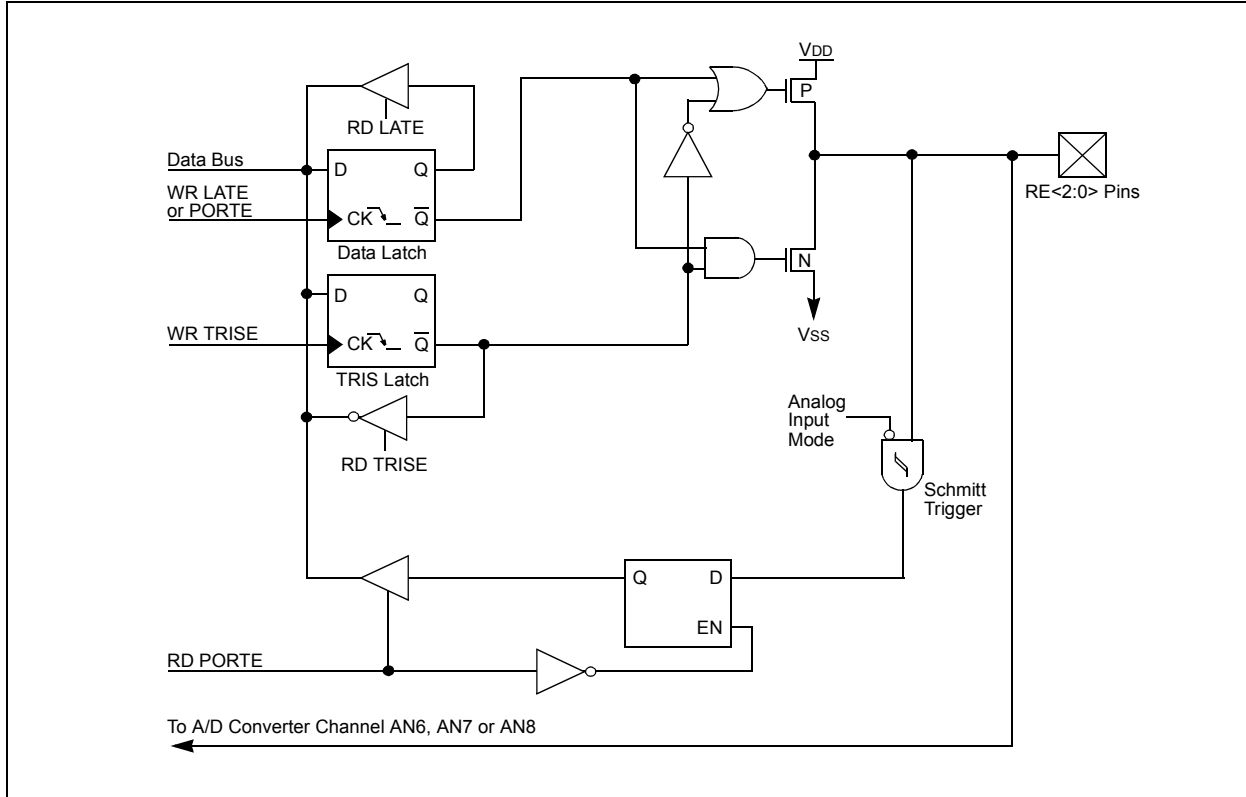 VDD
P
RD LATE
Data Bus
D
Q
WR LATE
or PORTE
CK
Q
Data Latch
RE<2:0> Pins
N
VSS
D
Q
WR TRISE
CK
Q
TRIS Latch
RD TRISE
Analog
Input
Mode
Schmitt
Trigger
Q
D
EN
RD PORTE
To A/D Converter Channel AN6, AN7 or AN8